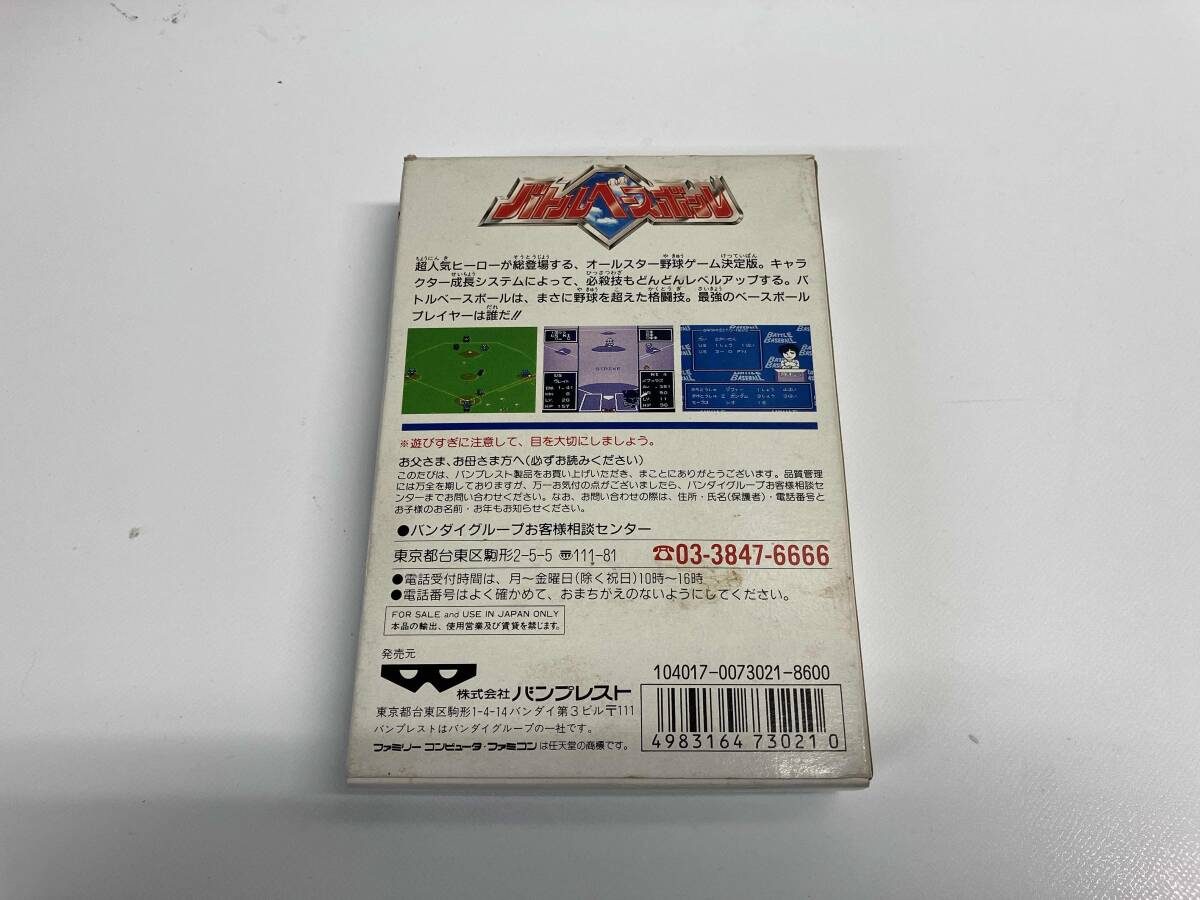 バトルベースボール
超人気ヒーローが総登場する、オールスター野球ゲーム決定版。キャラ
クター成長システムによって、必殺技もどんどんレベルアップする。バ
トルベースボールは、まさに野球を超えた格闘技。最強のベースボール
プレイヤーは誰だ!!
STRIKE
BATTLE BASEBALL
※遊びすぎに注意して、目を大切にしましょう。
お父さま、お母さま方へ(必ずお読みください)
このたびは、バンプレスト製品をお買い上げいただき、まことにありがとうございます。品質管理
には万全を期しておりますが、万一お気付の点がございましたら、バンダイグループお客様相談セ
ンターまでお問い合わせください。なお、お問い合わせの際は、住所・氏名(保護者)・電話番号と
お子様のお名前・お年もお知らせください。
●バンダイグループお客様相談センター
東京都台東区駒形2-5-5 〒111-81 ☎03-3847-6666
●電話受付時間は、月〜金曜日(除く祝日)10時〜16時
●電話番号はよく確かめて、おまちがえのないようにしてください。
FOR SALE and USE IN JAPAN ONLY
本品の輸出、使用営業及び賃貸を禁じます。
発売元
株式会社 バンプレスト
東京都台東区駒形1-4-14バンダイ第3ビル〒111
バンプレストはバンダイグループの一社です。
ファミリー コンピュータ・ファミコンは任天堂の商標です。
104017-0073021-8600
4983164 730210